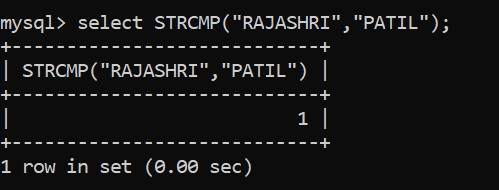 mysql> select STRCMP("RAJASHRI","PATIL");
+----------------------------+
| STRCMP("RAJASHRI","PATIL") |
+----------------------------+
|                          1 |
+----------------------------+
1 row in set (0.00 sec)